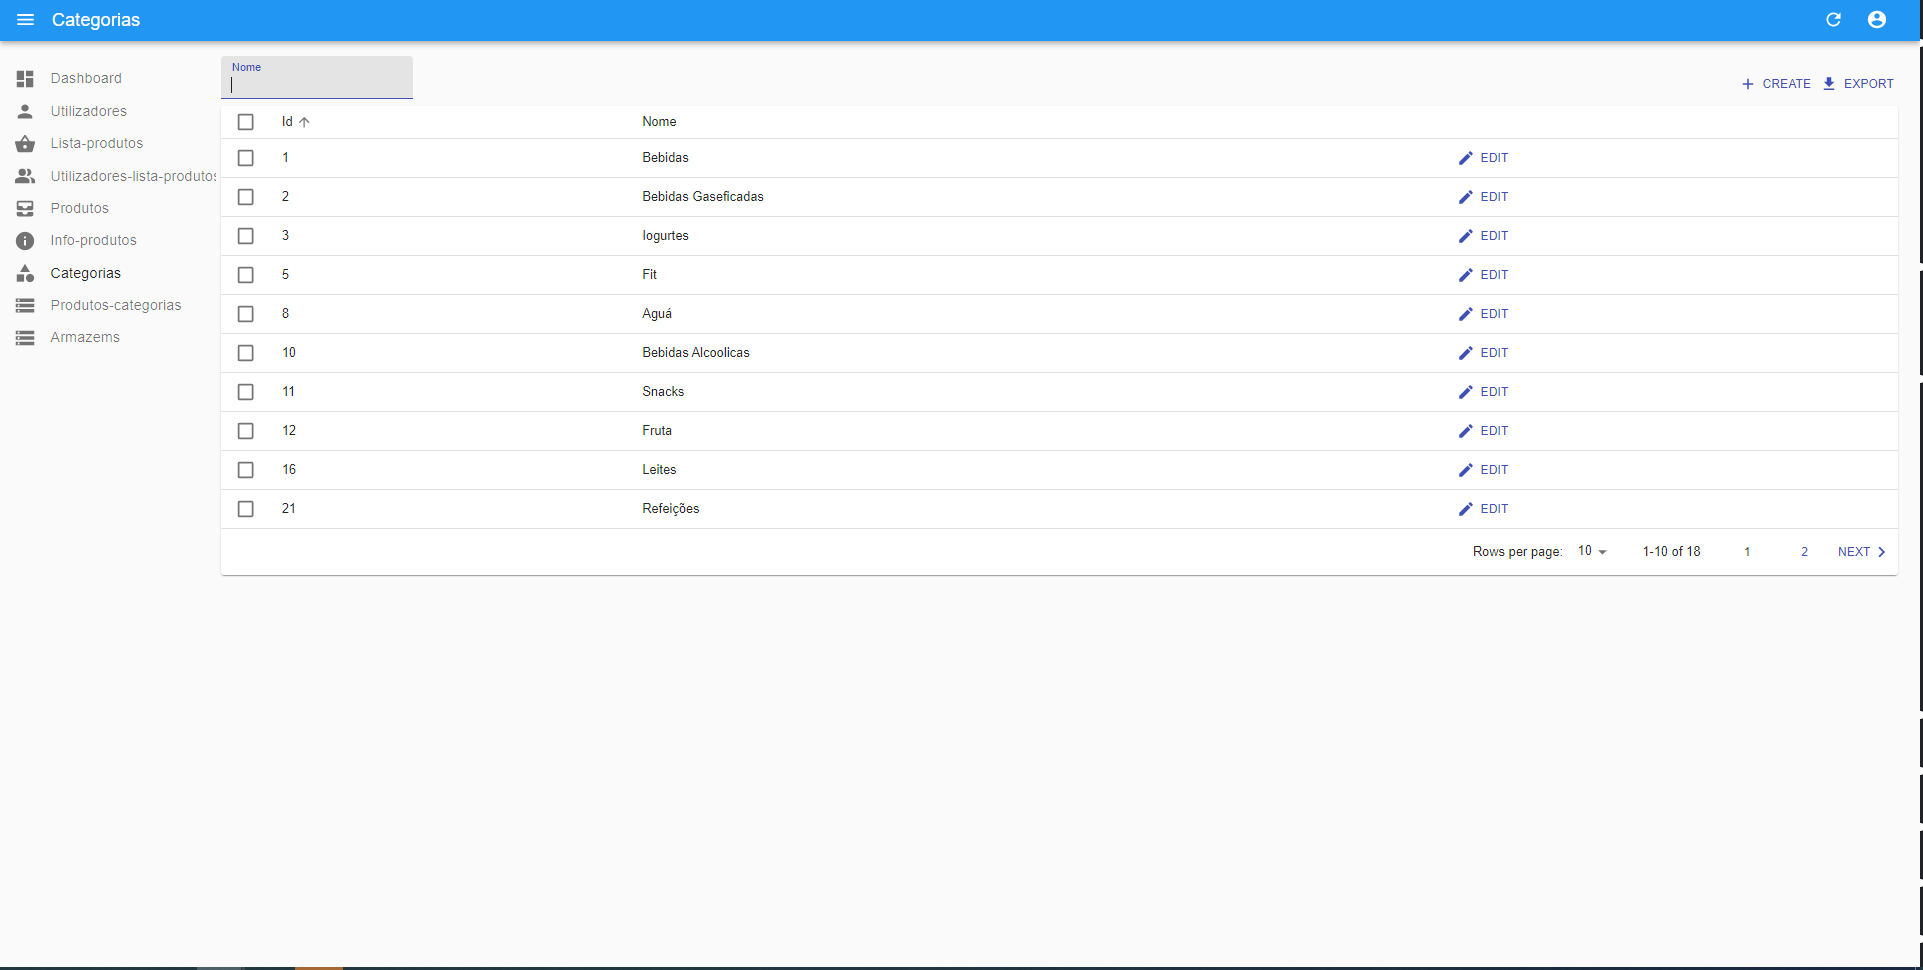 Categorias
Dashboard
Utilizadores
Lista-produtos
Utilizadores-lista-produtos
Produtos
Info-produtos
Categorias
Produtos-categorias
Armazems
Nome
CREATE EXPORT
Id Nome
1 Bebidas EDIT
2 Bebidas Gaseficadas EDIT
3 Iogurtes EDIT
5 Fit EDIT
8 Aguá EDIT
10 Bebidas Alcoolicas EDIT
11 Snacks EDIT
12 Fruta EDIT
16 Leites EDIT
21 Refeições EDIT
Rows per page: 10 1-10 of 18 1 2 NEXT